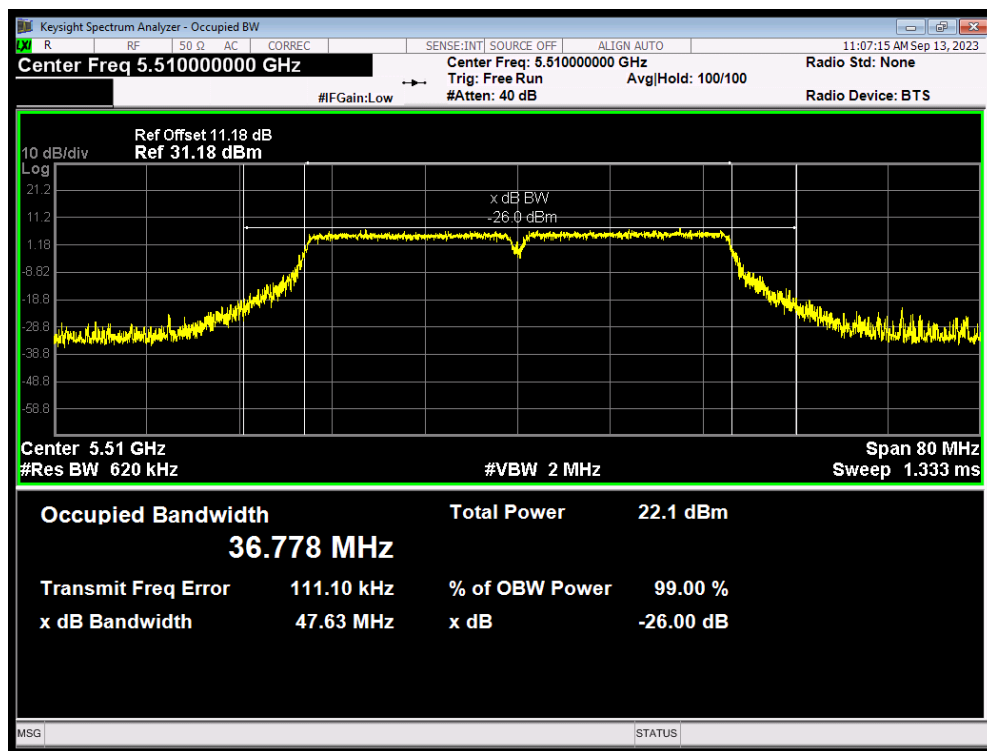 Keysight Spectrum Analyzer - Occupied BW
LXI R RF 50 Ω AC CORREC SENSE:INT SOURCE OFF ALIGN AUTO 11:07:15 AM Sep 13, 2023
Center Freq 5.510000000 GHz Center Freq: 5.510000000 GHz Radio Std: None
Trig: Free Run Avg|Hold: 100/100
#IFGain:Low #Atten: 40 dB Radio Device: BTS
Ref Offset 11.18 dB
10 dB/div Ref 31.18 dBm
Log
21.2
x dB BW
11.2
-26.0 dBm
1.18
-8.82
-18.8
-28.8
-38.8
-48.8
-58.8
Center 5.51 GHz Span 80 MHz
#Res BW 620 kHz #VBW 2 MHz Sweep 1.333 ms
Occupied Bandwidth Total Power 22.1 dBm
36.778 MHz
Transmit Freq Error 111.10 kHz % of OBW Power 99.00 %
x dB Bandwidth 47.63 MHz x dB -26.00 dB
MSG STATUS